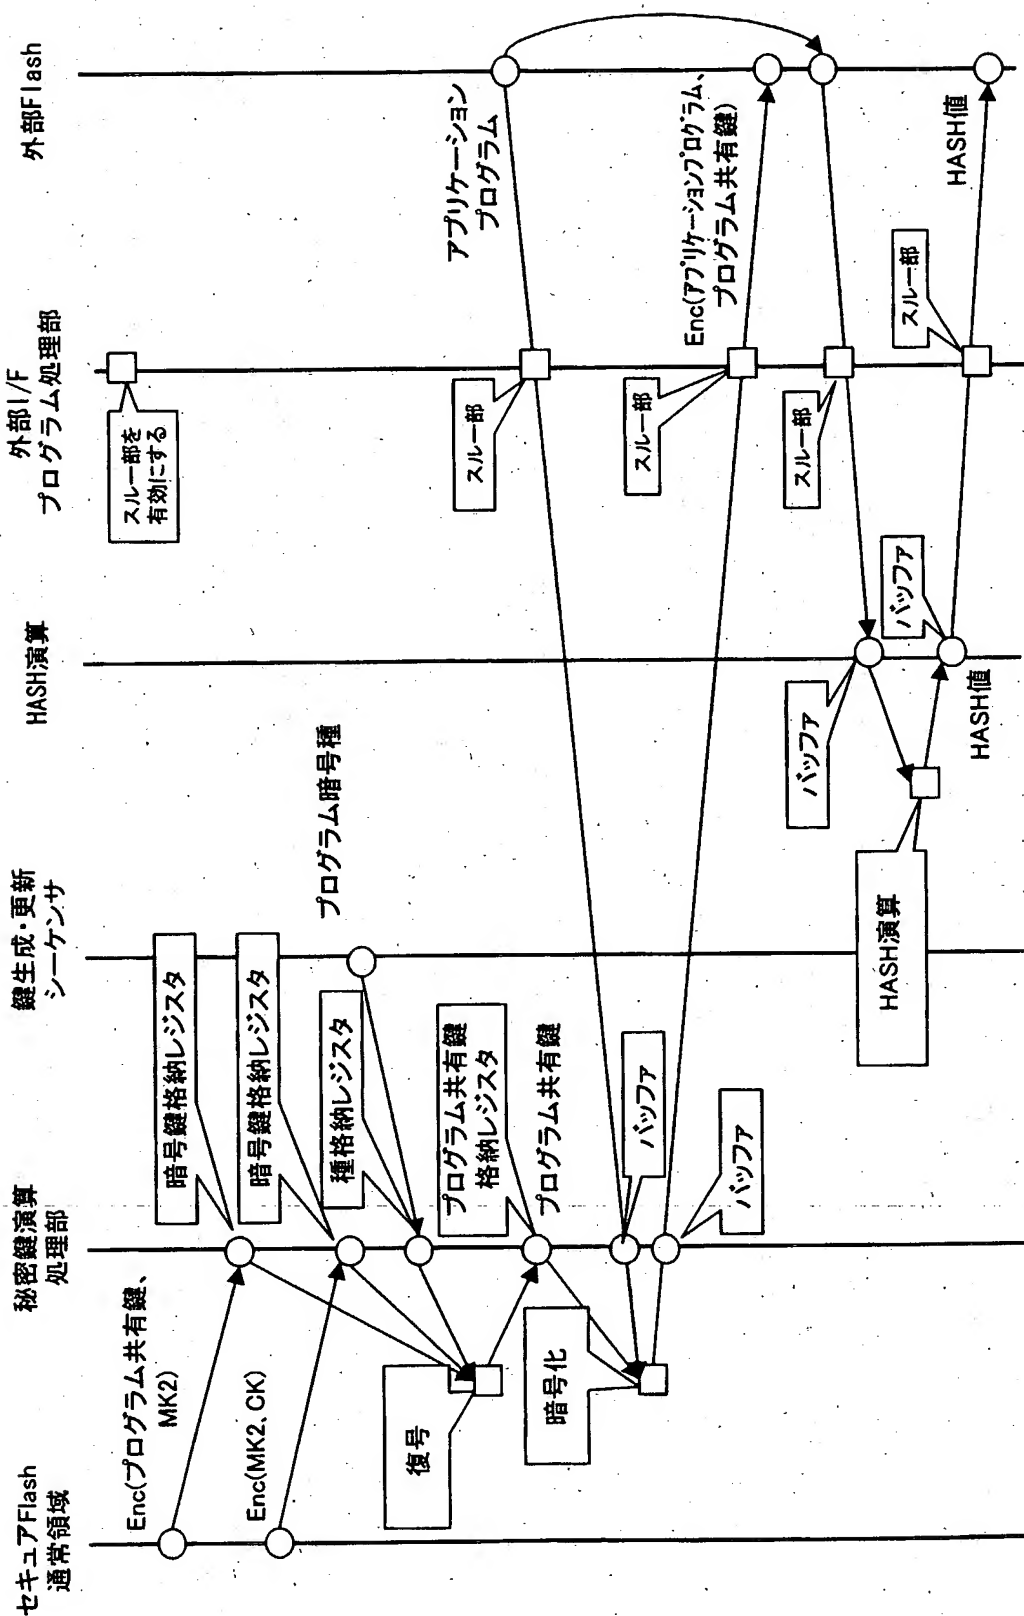 セキュアFlash
通常領域
秘密鍵演算
処理部
鍵生成・更新
シーケンサ
HASH演算
外部I/F
プログラム処理部
外部Flash
スルー部を
有効にする
Enc(プログラム共有鍵、
MK2)
暗号鍵格納レジスタ
Enc(MK2、CK)
暗号鍵格納レジスタ
プログラム暗号種
種格納レジスタ
復号
プログラム共有鍵
格納レジスタ
プログラム共有鍵
アプリケーション
プログラム
スルー部
バッファ
暗号化
バッファ
スルー部
Enc(アプリケーションプログラム、
プログラム共有鍵)
スルー部
バッファ
HASH演算
バッファ
HASH値
スルー部
HASH値